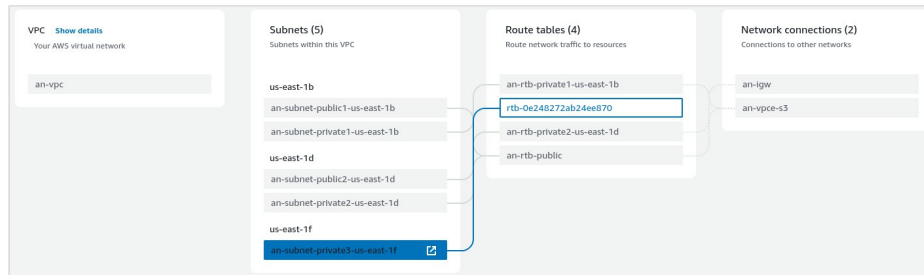 VPC Show details
Your AWS virtual network
an-vpc
Subnets (5)
Subnets within this VPC
us-east-1b
an-subnet-public1-us-east-1b
an-subnet-private1-us-east-1b
us-east-1d
an-subnet-public2-us-east-1d
an-subnet-private2-us-east-1d
us-east-1f
an-subnet-private3-us-east-1f
Route tables (4)
Route network traffic to resources
an-rtb-private1-us-east-1b
rtb-0e248272ab24ee870
an-rtb-private2-us-east-1d
an-rtb-public
Network connections (2)
Connections to other networks
an-igw
an-vpce-s3